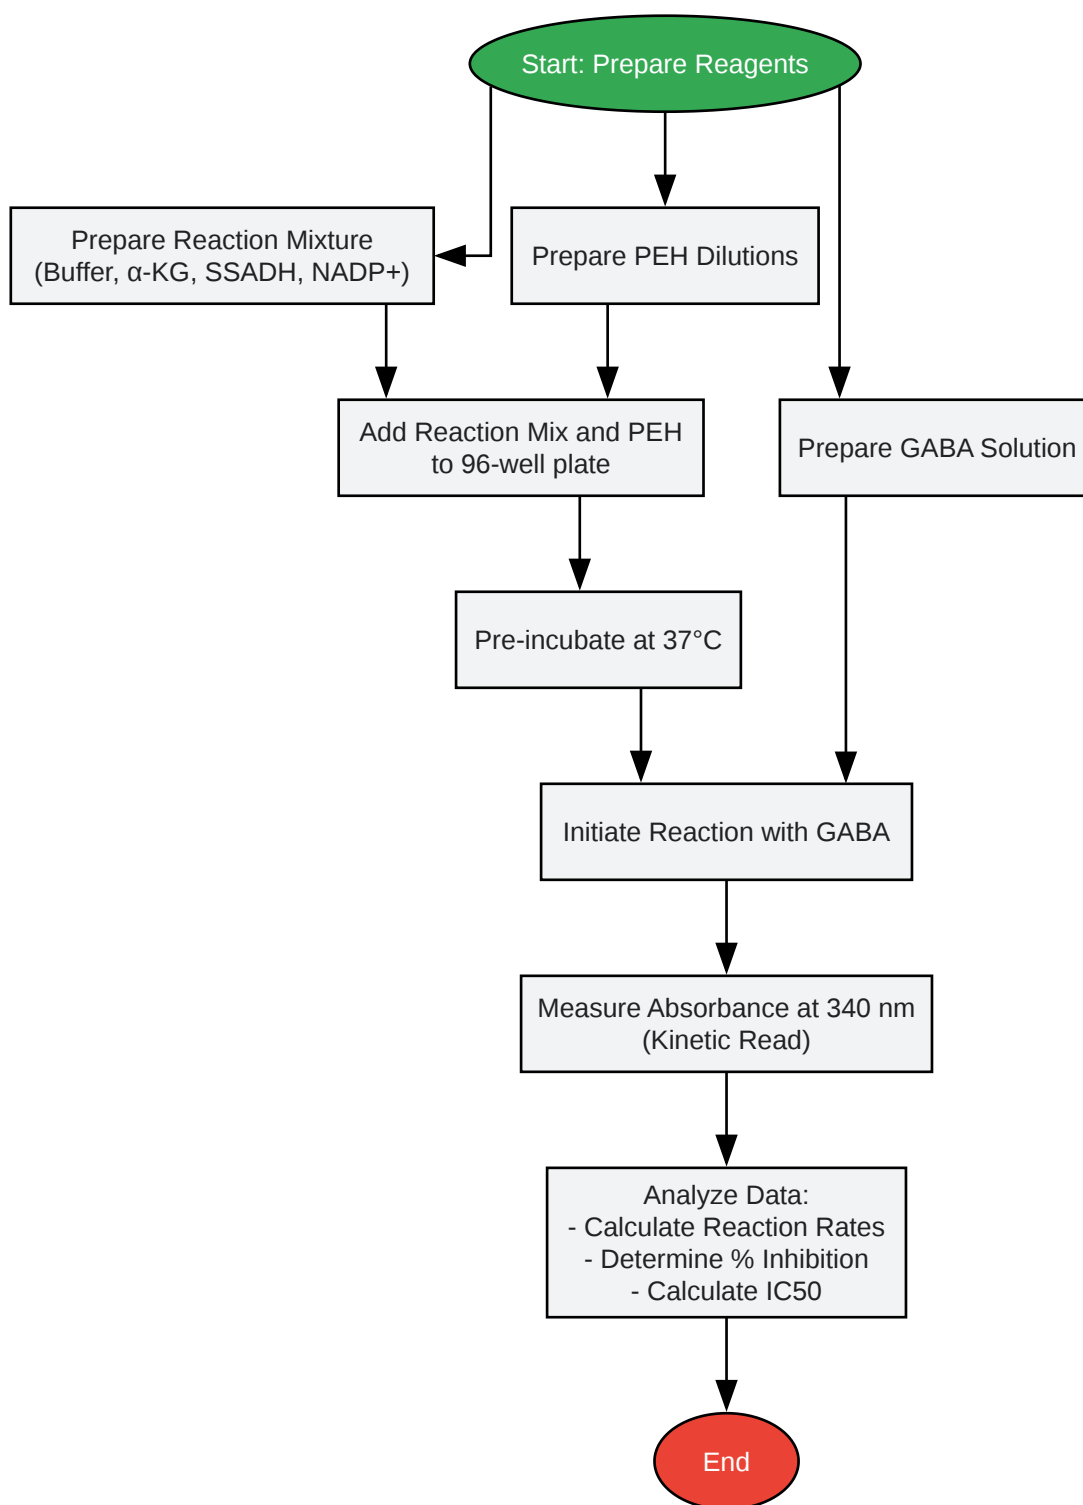 Start: Prepare Reagents
Prepare Reaction Mixture
(Buffer, α-KG, SSADH, NADP+)
Prepare PEH Dilutions
Add Reaction Mix and PEH
to 96-well plate
Prepare GABA Solution
Pre-incubate at 37°C
Initiate Reaction with GABA
Measure Absorbance at 340 nm
(Kinetic Read)
Analyze Data:
- Calculate Reaction Rates
- Determine % Inhibition
- Calculate IC50
End